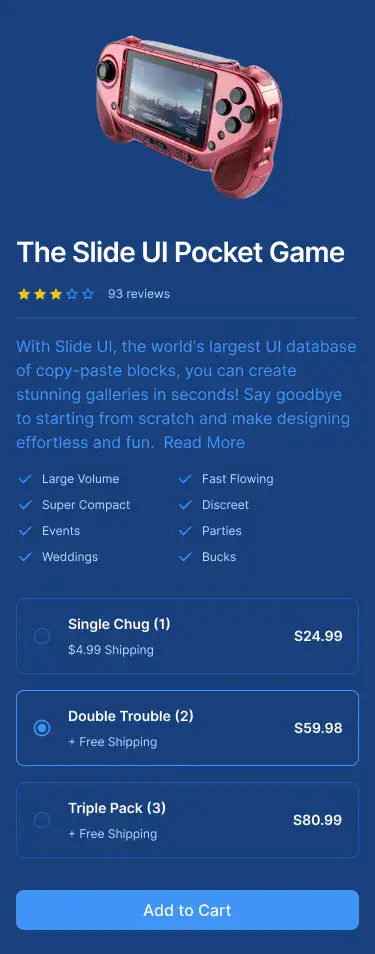 The Slide UI Pocket Game
93 reviews
With Slide UI, the world's largest UI database
of copy-paste blocks, you can create
stunning galleries in seconds! Say goodbye
to starting from scratch and make designing
effortless and fun. Read More
Large Volume
Fast Flowing
Super Compact
Discreet
Events
Parties
Weddings
Bucks
Single Chug (1)
$4.99 Shipping
$24.99
Double Trouble (2)
+ Free Shipping
$59.98
Triple Pack (3)
+ Free Shipping
$80.99
Add to Cart